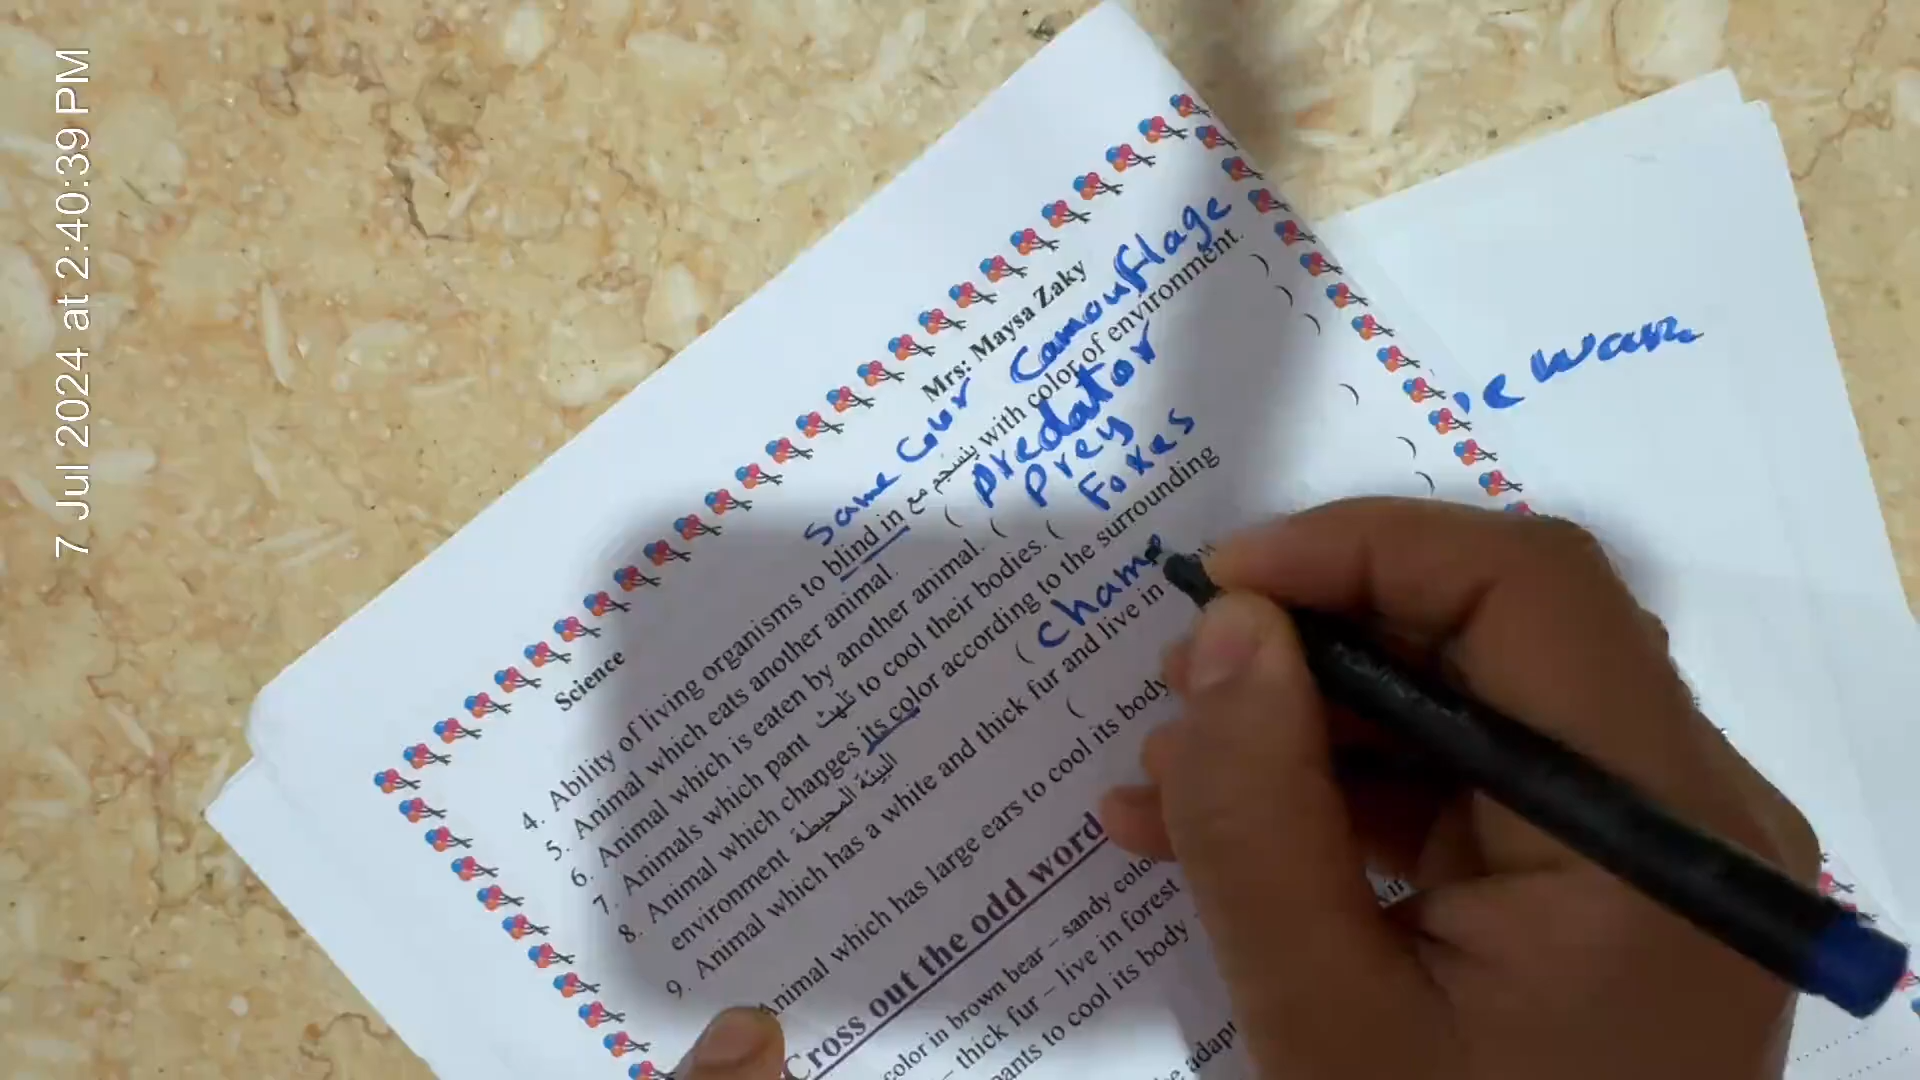 7 Jul 2024 at 2:40:39 PM
Science
Mrs: Maysa Zaky
same color Camouflage
4. Ability of living organisms to blind in ينسجم مع with color of environment.
5. Animal which eats another animal. ( predator )
6. Animal which is eaten by another animal. ( Prey )
7. Animals which pant تلهث to cool their bodies. ( Foxes )
8. Animal which changes its color according to the surrounding
environment البيئة المحيطة ( Cham )
9. Animal which has a white and thick fur and live in
(
Animal which has large ears to cool its body
Cross out the odd word
color in brown bear – sandy color
– thick fur – live in forest
pants to cool its body